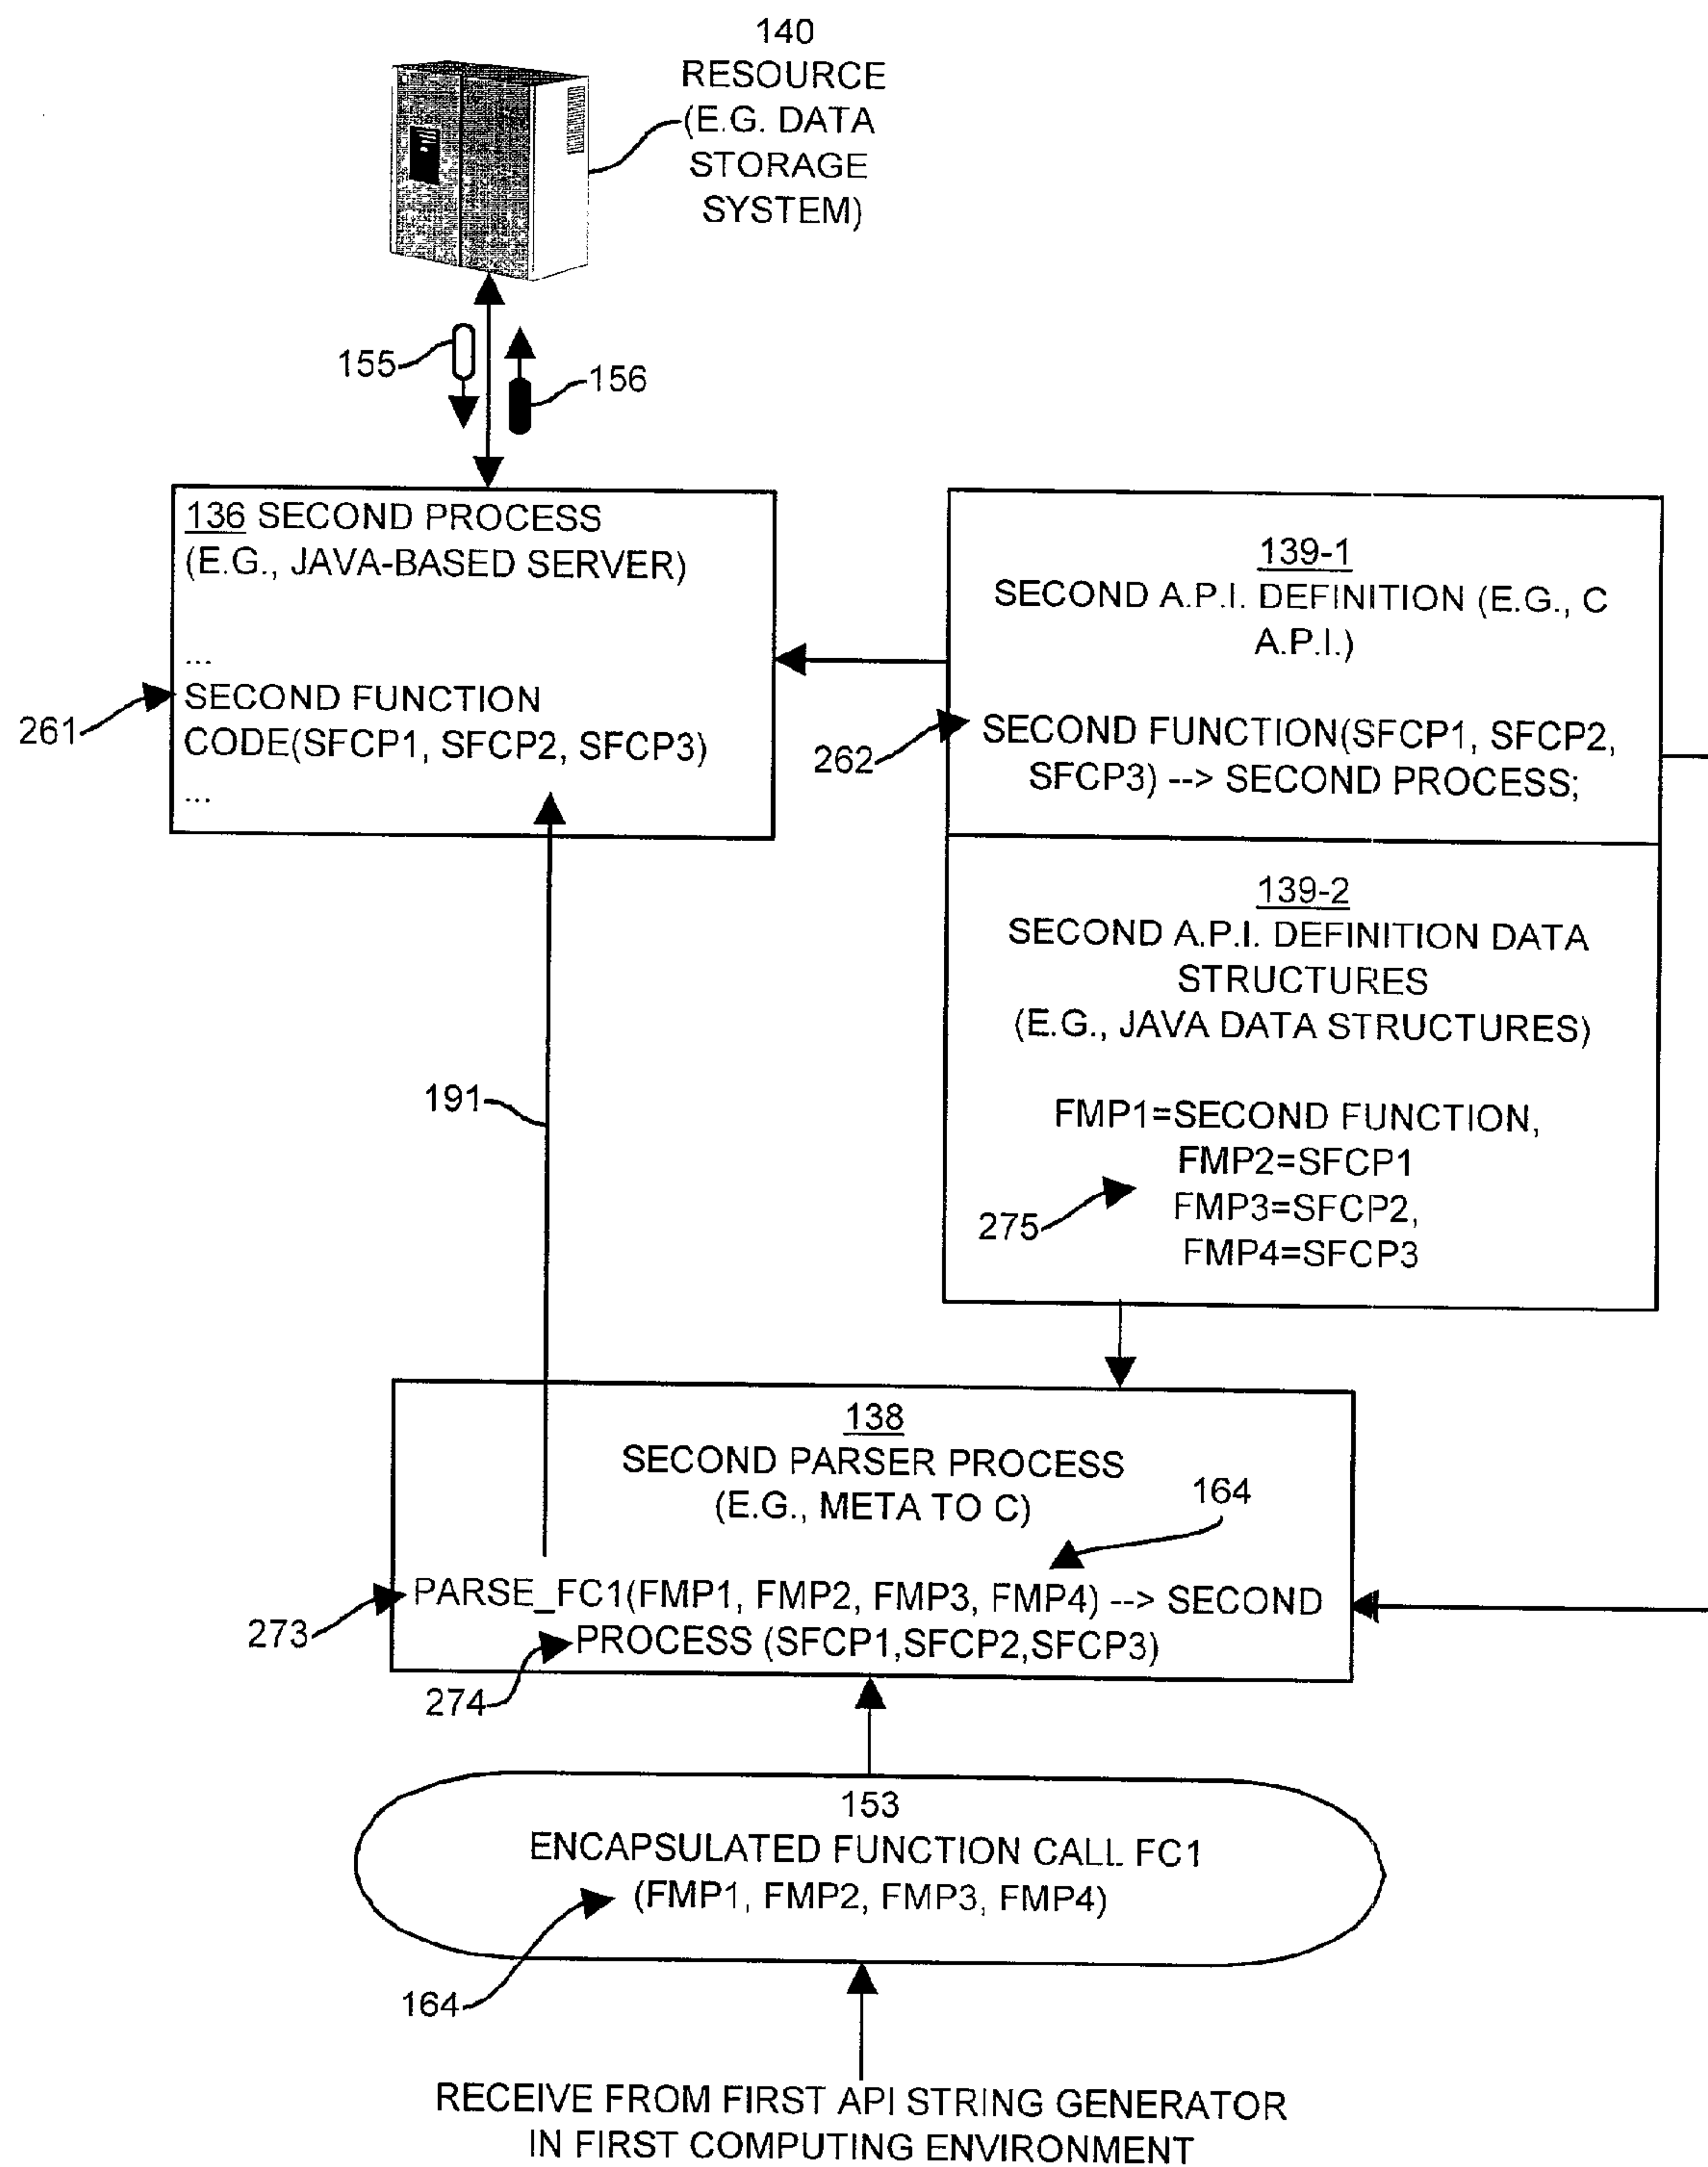 140
RESOURCE
(E.G. DATA
STORAGE
SYSTEM)
155
156
136 SECOND PROCESS
(E.G., JAVA-BASED SERVER)
...
261
SECOND FUNCTION
CODE(SFCP1, SFCP2, SFCP3)
...
139-1
SECOND A.P.I. DEFINITION (E.G., C
A.P.I.)
262
SECOND FUNCTION(SFCP1, SFCP2,
SFCP3) --> SECOND PROCESS;
139-2
SECOND A.P.I. DEFINITION DATA
STRUCTURES
(E.G., JAVA DATA STRUCTURES)
FMP1=SECOND FUNCTION,
FMP2=SFCP1
FMP3=SFCP2,
FMP4=SFCP3
275
191
138
SECOND PARSER PROCESS
(E.G., META TO C)
164
PARSE_FC1(FMP1, FMP2, FMP3, FMP4) --> SECOND
PROCESS (SFCP1,SFCP2,SFCP3)
273
274
153
ENCAPSULATED FUNCTION CALL FC1
(FMP1, FMP2, FMP3, FMP4)
164
RECEIVE FROM FIRST API STRING GENERATOR
IN FIRST COMPUTING ENVIRONMENT